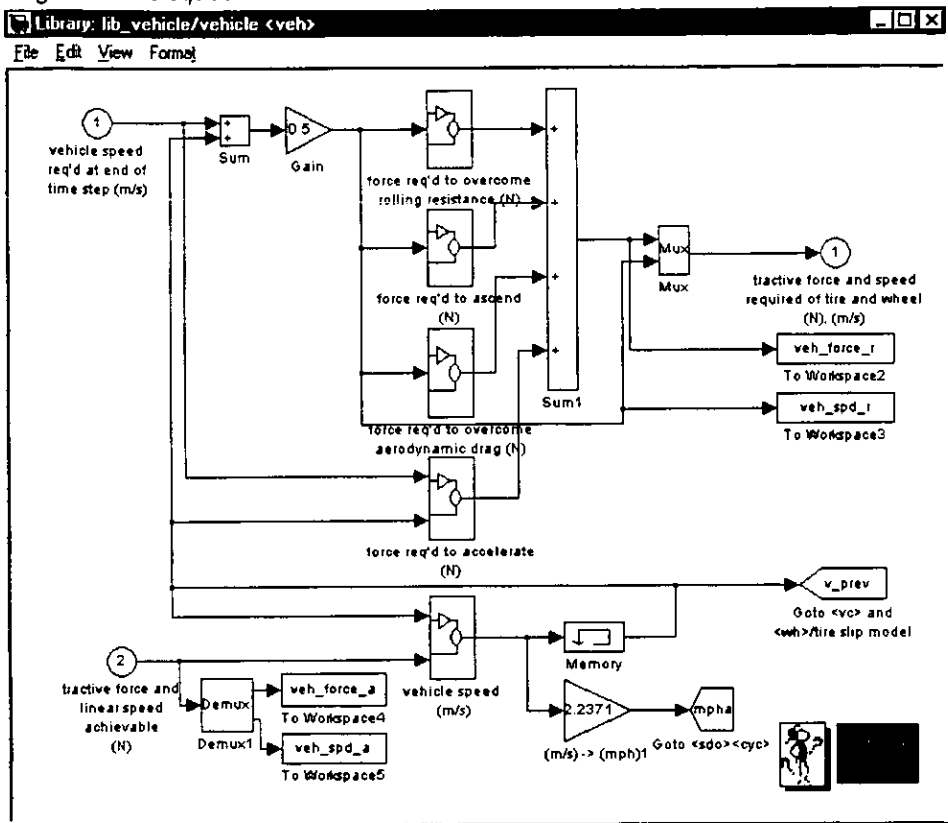 Library: lib_vehicle/vehicle <veh>
File Edit View Format
1
vehicle speed
req'd at end of
time step (m/s)
+
+
Sum
0.5
Gain
force req'd to overcome
rolling resistance (N)
force req'd to ascend
(N)
force req'd to overcome
aerodynamic drag (N)
force req'd to accelerate
(N)
+
+
+
+
Sum1
Mux
Mux
1
tractive force and speed
required of tire and wheel
(N), (m/s)
veh_force_r
To Workspace2
veh_spd_r
To Workspace3
v_prev
Goto <vc> and
<wh>/tire slip model
2
tractive force and
linear speed
achievable
(N)
Demux
Demux1
veh_force_a
To Workspace4
veh_spd_a
To Workspace5
vehicle speed
(m/s)
Memory
2.2371
(m/s) -> (mph)1
mpha
Goto <sdo><cyc>